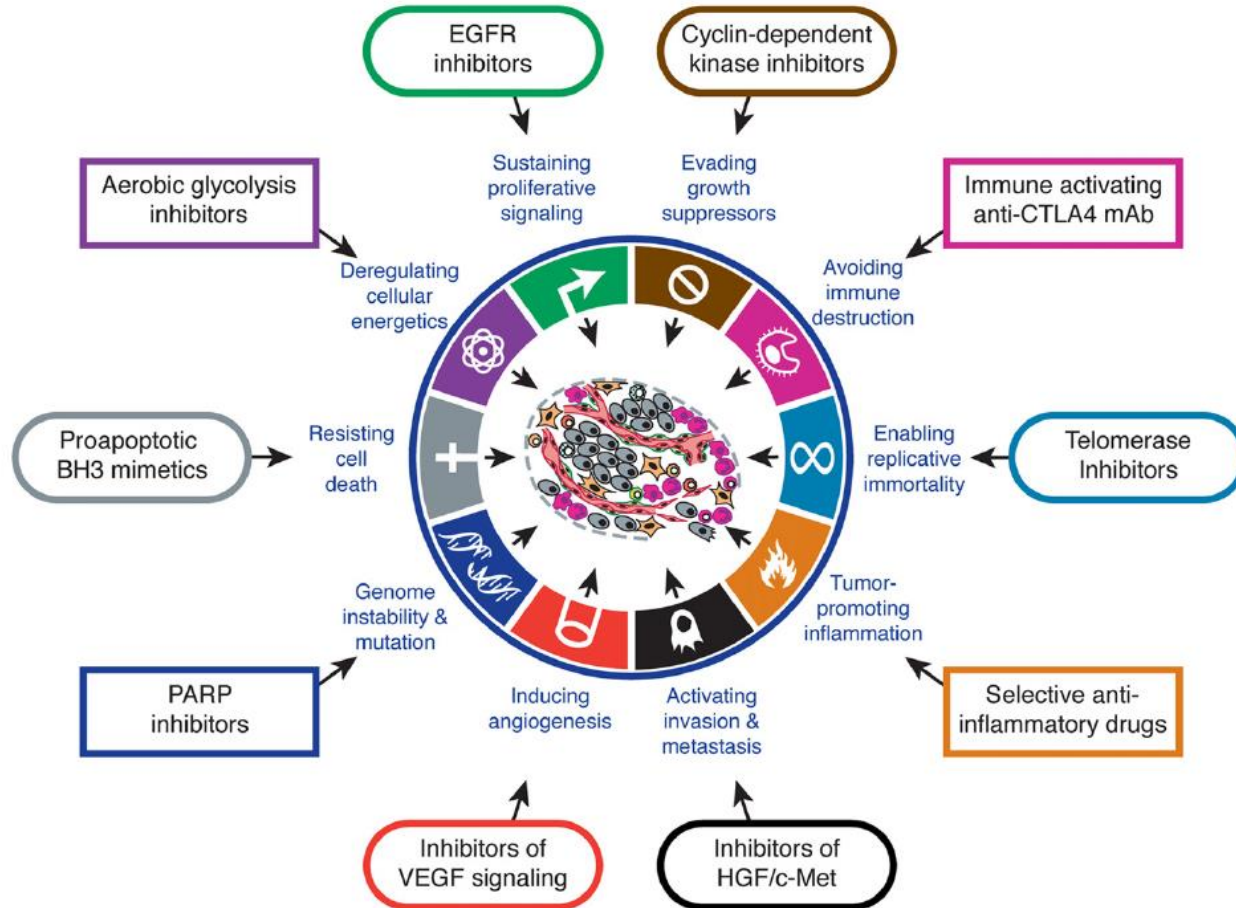 EGFR
inhibitors
Cyclin-dependent
kinase inhibitors
Sustaining
proliferative
signaling
Evading
growth
suppressors
Aerobic glycolysis
inhibitors
Immune activating
anti-CTLA4 mAb
Deregulating
cellular
energetics
Avoiding
immune
destruction
Proapoptotic
BH3 mimetics
Resisting
cell
death
Enabling
replicative
immortality
Telomerase
Inhibitors
Genome
instability &
mutation
Tumor-
promoting
inflammation
PARP
inhibitors
Inducing
angiogenesis
Activating
invasion &
metastasis
Selective anti-
inflammatory drugs
Inhibitors of
VEGF signaling
Inhibitors of
HGF/c-Met